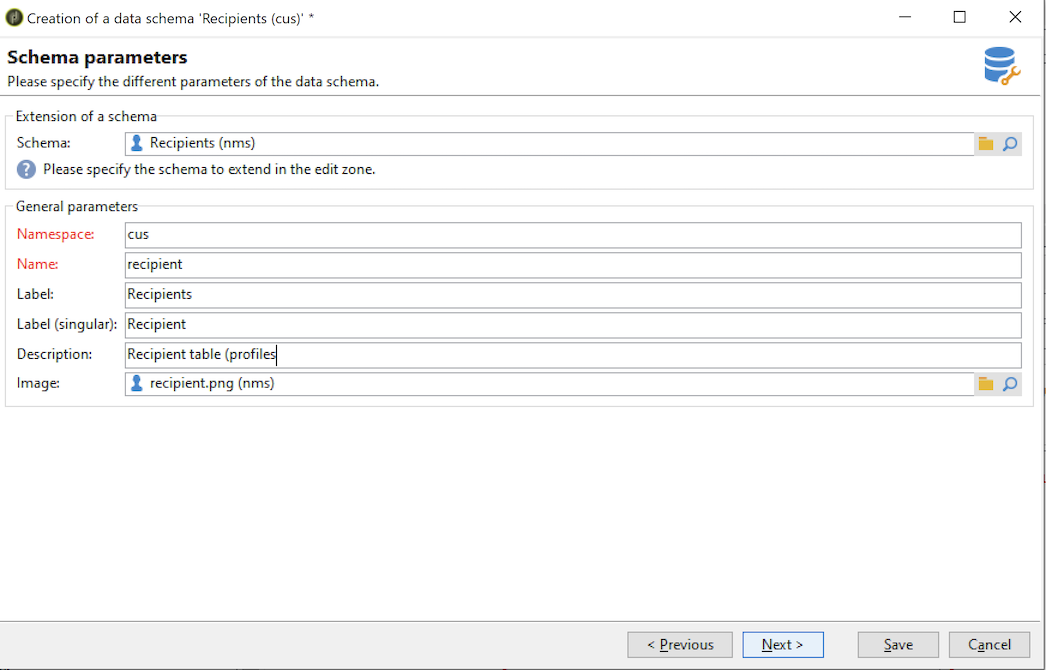 Creation of a data schema 'Recipients (cus)' *
Schema parameters
Please specify the different parameters of the data schema.
Extension of a schema
Schema: Recipients (nms)
? Please specify the schema to extend in the edit zone.
General parameters
Namespace: cus
Name: recipient
Label: Recipients
Label (singular): Recipient
Description: Recipient table (profiles
Image: recipient.png (nms)
< Previous Next > Save Cancel